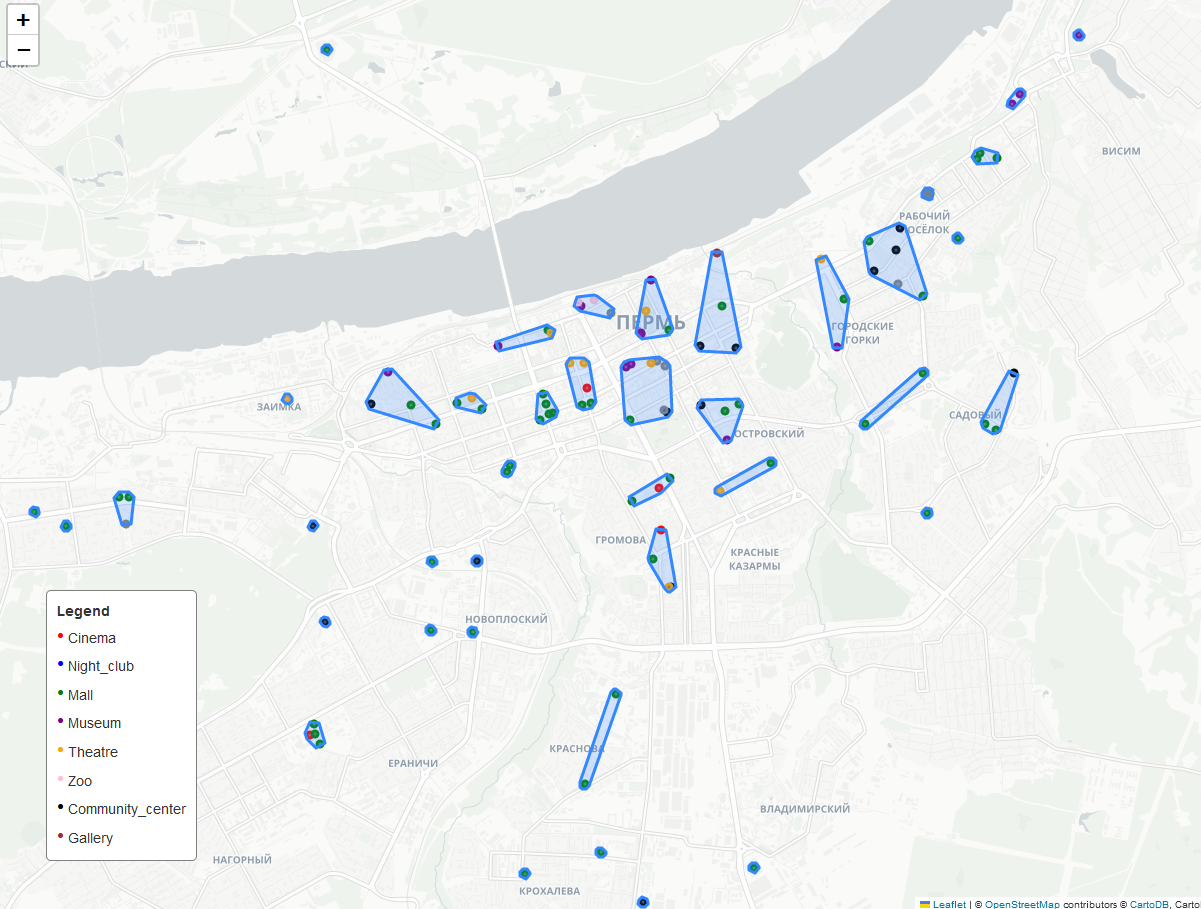 +
−
ВИСИМ
РАБОЧИЙ
ПОСЁЛОК
ПЕРМЬ
ГОРОДСКИЕ
ГОРКИ
ЗАИМКА
САДОВЫЙ
ОСТРОВСКИЙ
ГРОМОВА
КРАСНЫЕ
КАЗАРМЫ
НОВОПЛОСКИЙ
Legend
Cinema
Night_club
Mall
Museum
Theatre
Zoo
Community_center
Gallery
КРАСНОВА
ЕРАНИЧИ
ВЛАДИМИРСКИЙ
НАГОРНЫЙ
КРОХАЛЕВА
Leaflet | © OpenStreetMap contributors © CartoDB, Carto